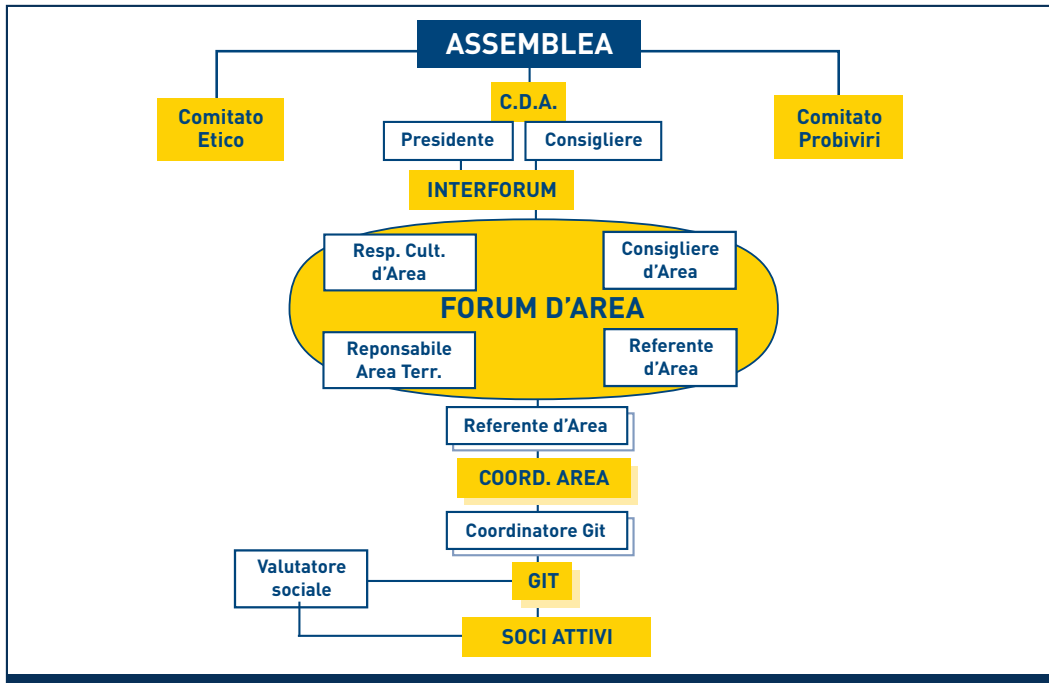 ASSEMBLEA
C.D.A.
Comitato
Etico
Comitato
Probiviri
Presidente
Consigliere
INTERFORUM
Resp. Cult.
d'Area
Consigliere
d'Area
FORUM D'AREA
Reponsabile
Area Terr.
Referente
d'Area
Referente d'Area
COORD. AREA
Coordinatore Git
Valutatore
sociale
GIT
SOCI ATTIVI